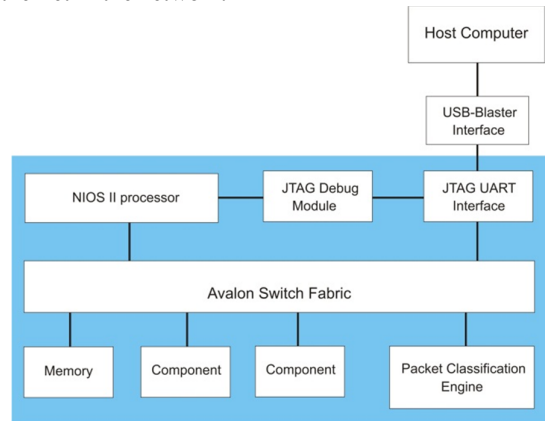 Host Computer
USB-Blaster
Interface
NIOS II processor
JTAG Debug
Module
JTAG UART
Interface
Avalon Switch Fabric
Memory
Component
Component
Packet Classification
Engine